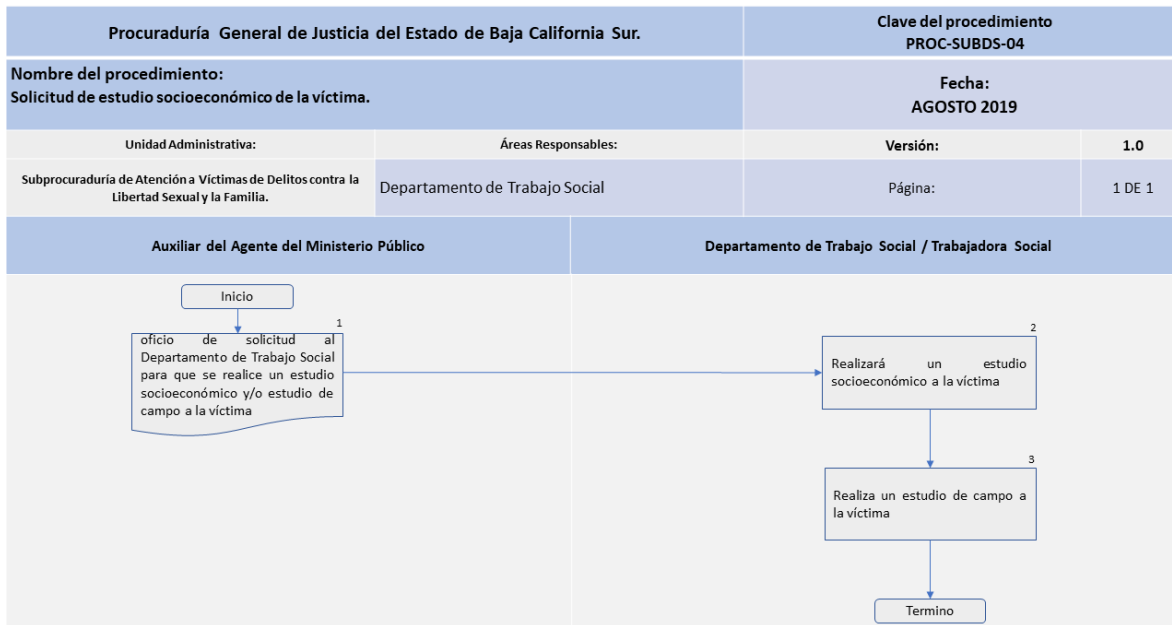 Procuraduría General de Justicia del Estado de Baja California Sur.
Clave del procedimiento
PROC-SUBDS-04
Nombre del procedimiento:
Solicitud de estudio socioeconómico de la víctima.
Fecha:
AGOSTO 2019
Unidad Administrativa:
Áreas Responsables:
Versión:
1.0
Subprocuraduría de Atención a Víctimas de Delitos contra la
Libertad Sexual y la Familia.
Departamento de Trabajo Social
Página:
1 DE 1
Auxiliar del Agente del Ministerio Público
Departamento de Trabajo Social / Trabajadora Social
Inicio
1
oficio de solicitud al
Departamento de Trabajo Social
para que se realice un estudio
socioeconómico y/o estudio de
campo a la víctima
2
Realizará un estudio
socioeconómico a la víctima
3
Realiza un estudio de campo a
la víctima
Termino